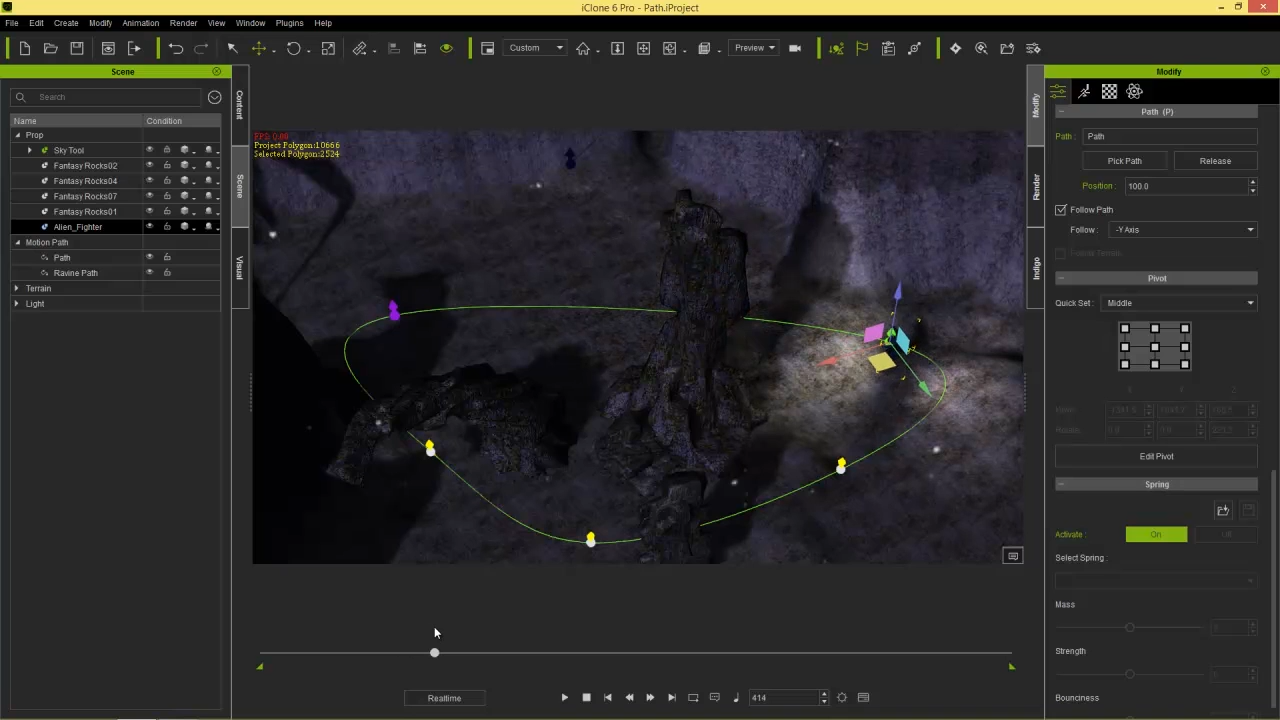 iClone 6 Pro - Path.iProject
File Edit Create Modify Animation Render View Window Plugins Help
Custom Preview
Scene
Search
Name Condition
Prop
Sky Tool
Fantasy Rocks02
Fantasy Rocks04
Fantasy Rocks07
Fantasy Rocks01
Alien_Fighter
Motion Path
Path
Ravine Path
Terrain
Light
Content
Scene
Visual
FPS 0.00
Project Polygon:10666
Selected Polygon:2524
Realtime
414
Modify
Render
Indigo
Modify
Path (P)
Path : Path
Pick Path Release
Position : 100.0
Follow Path
Follow : -Y Axis
Pivot
Quick Set : Middle
Edit Pivot
Spring
Activate : On Off
Select Spring :
Mass
Strength
Bounciness